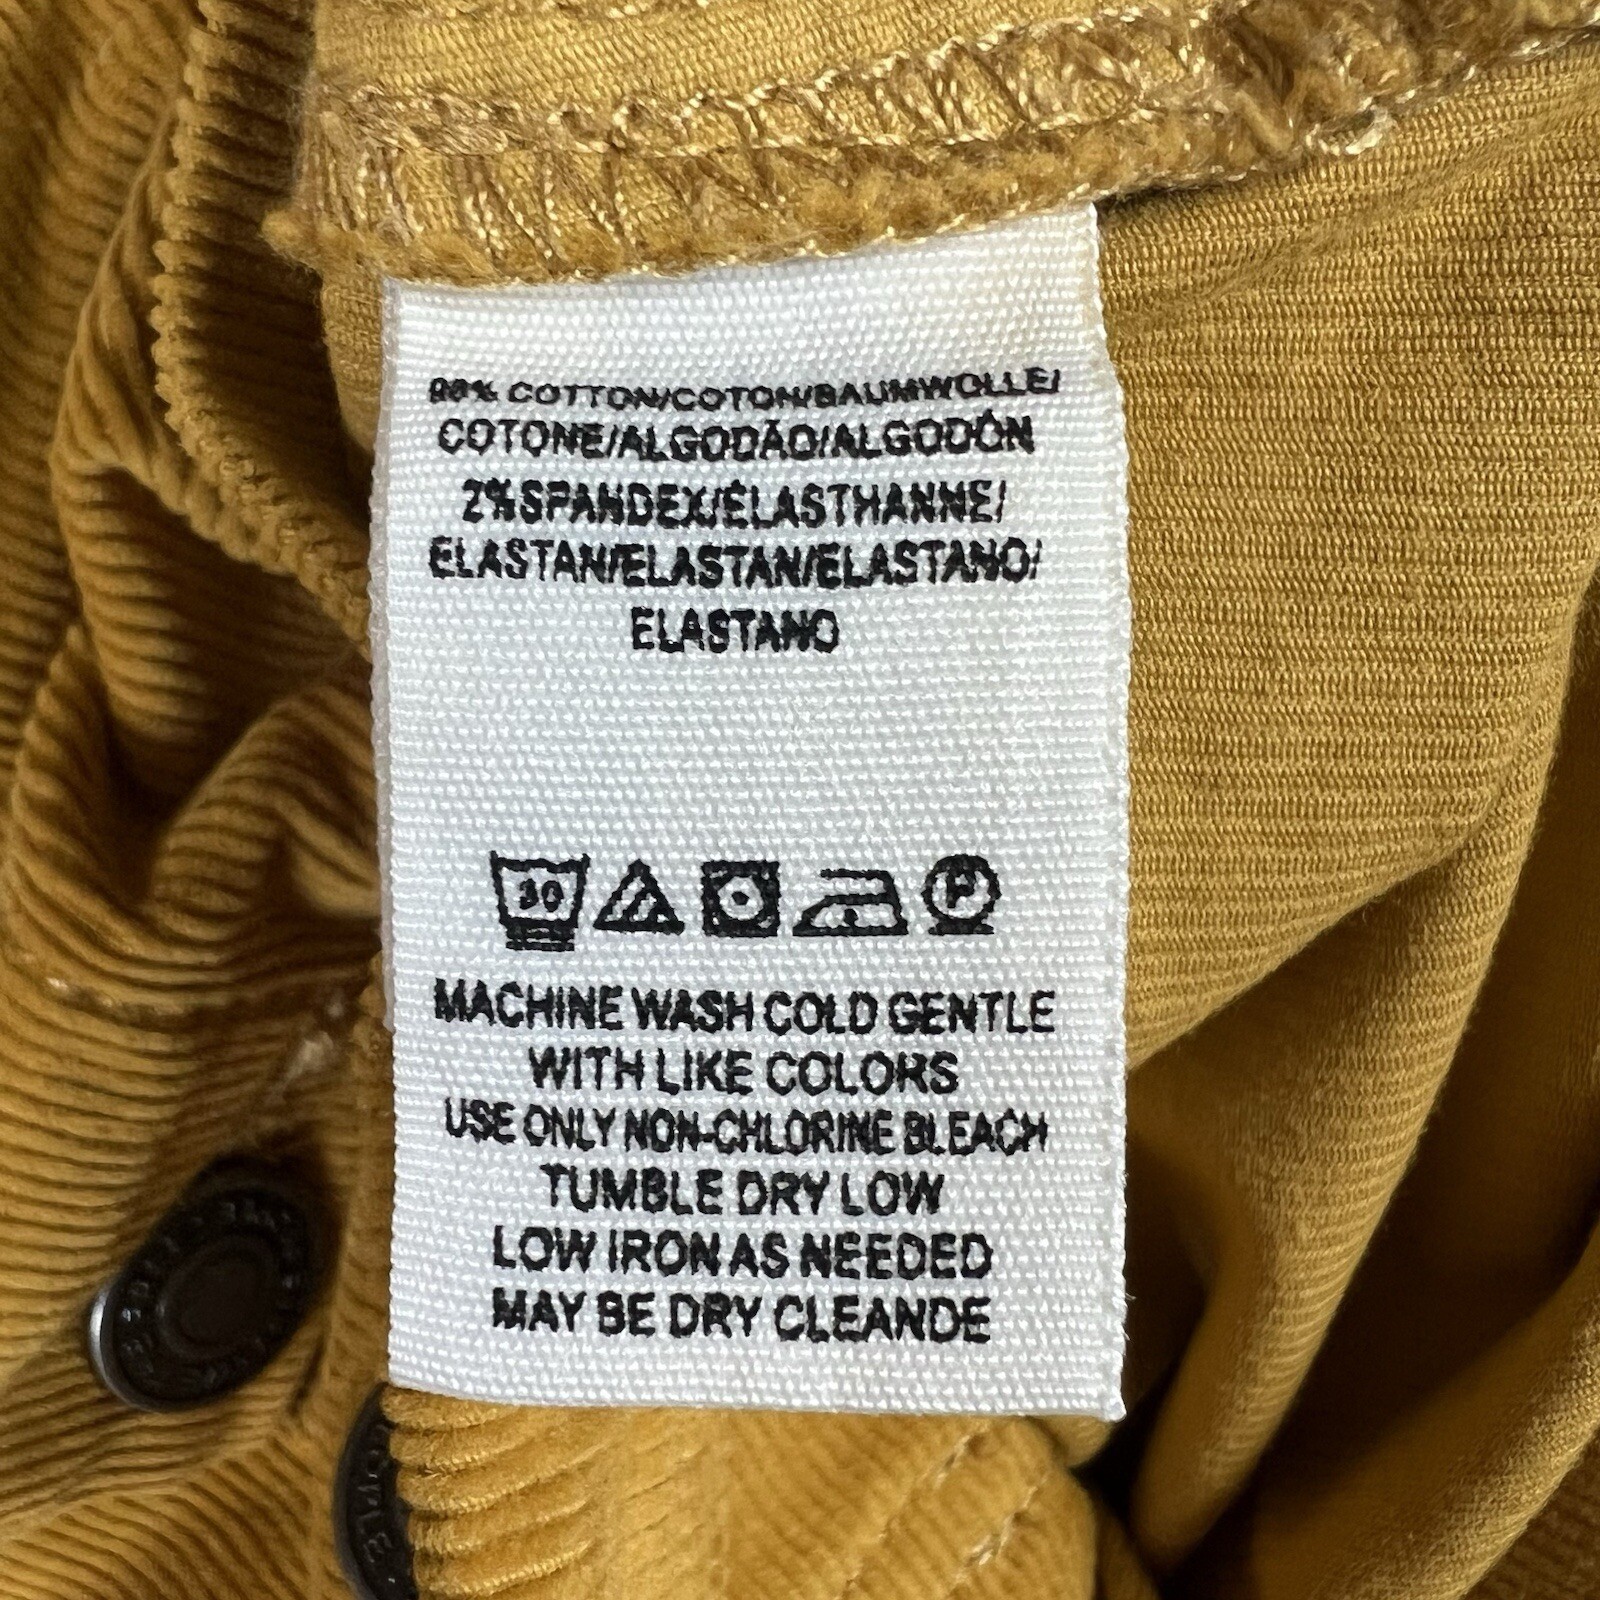 98% COTTON/COTON/BAUMWOLLE/
COTONE/ALGODÃO/ALGODÓN
2%SPANDEX/ÉLASTHANNE/
ELASTAN/ELASTAN/ELASTANO/
ELASTANO
30 P
MACHINE WASH COLD GENTLE
WITH LIKE COLORS
USE ONLY NON-CHLORINE BLEACH
TUMBLE DRY LOW
LOW IRON AS NEEDED
MAY BE DRY CLEANDE